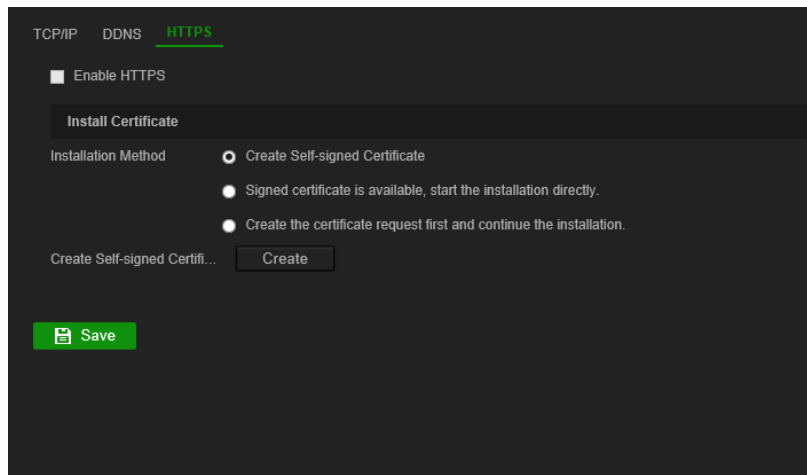 TCP/IP DDNS HTTPS
Enable HTTPS
Install Certificate
Installation Method Create Self-signed Certificate
Signed certificate is available, start the installation directly.
Create the certificate request first and continue the installation.
Create Self-signed Certifi... Create
Save